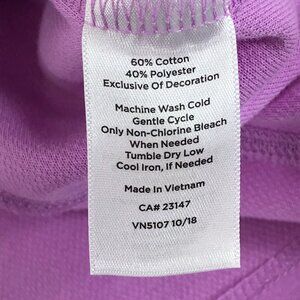 60% Cotton
40% Polyester
Exclusive Of Decoration
Machine Wash Cold
Gentle Cycle
Only Non-Chlorine Bleach
When Needed
Tumble Dry Low
Cool Iron, If Needed
Made In Vietnam
CA# 23147
VN5107 10/18